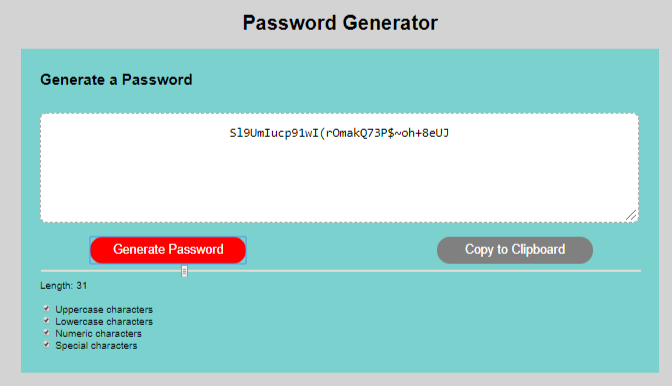 Password Generator
Generate a Password
Sl9UmIucp91wI(rOmakQ73P$~oh+8eUJ
Generate Password
Copy to Clipboard
Length: 31
Uppercase characters
Lowercase characters
Numeric characters
Special characters